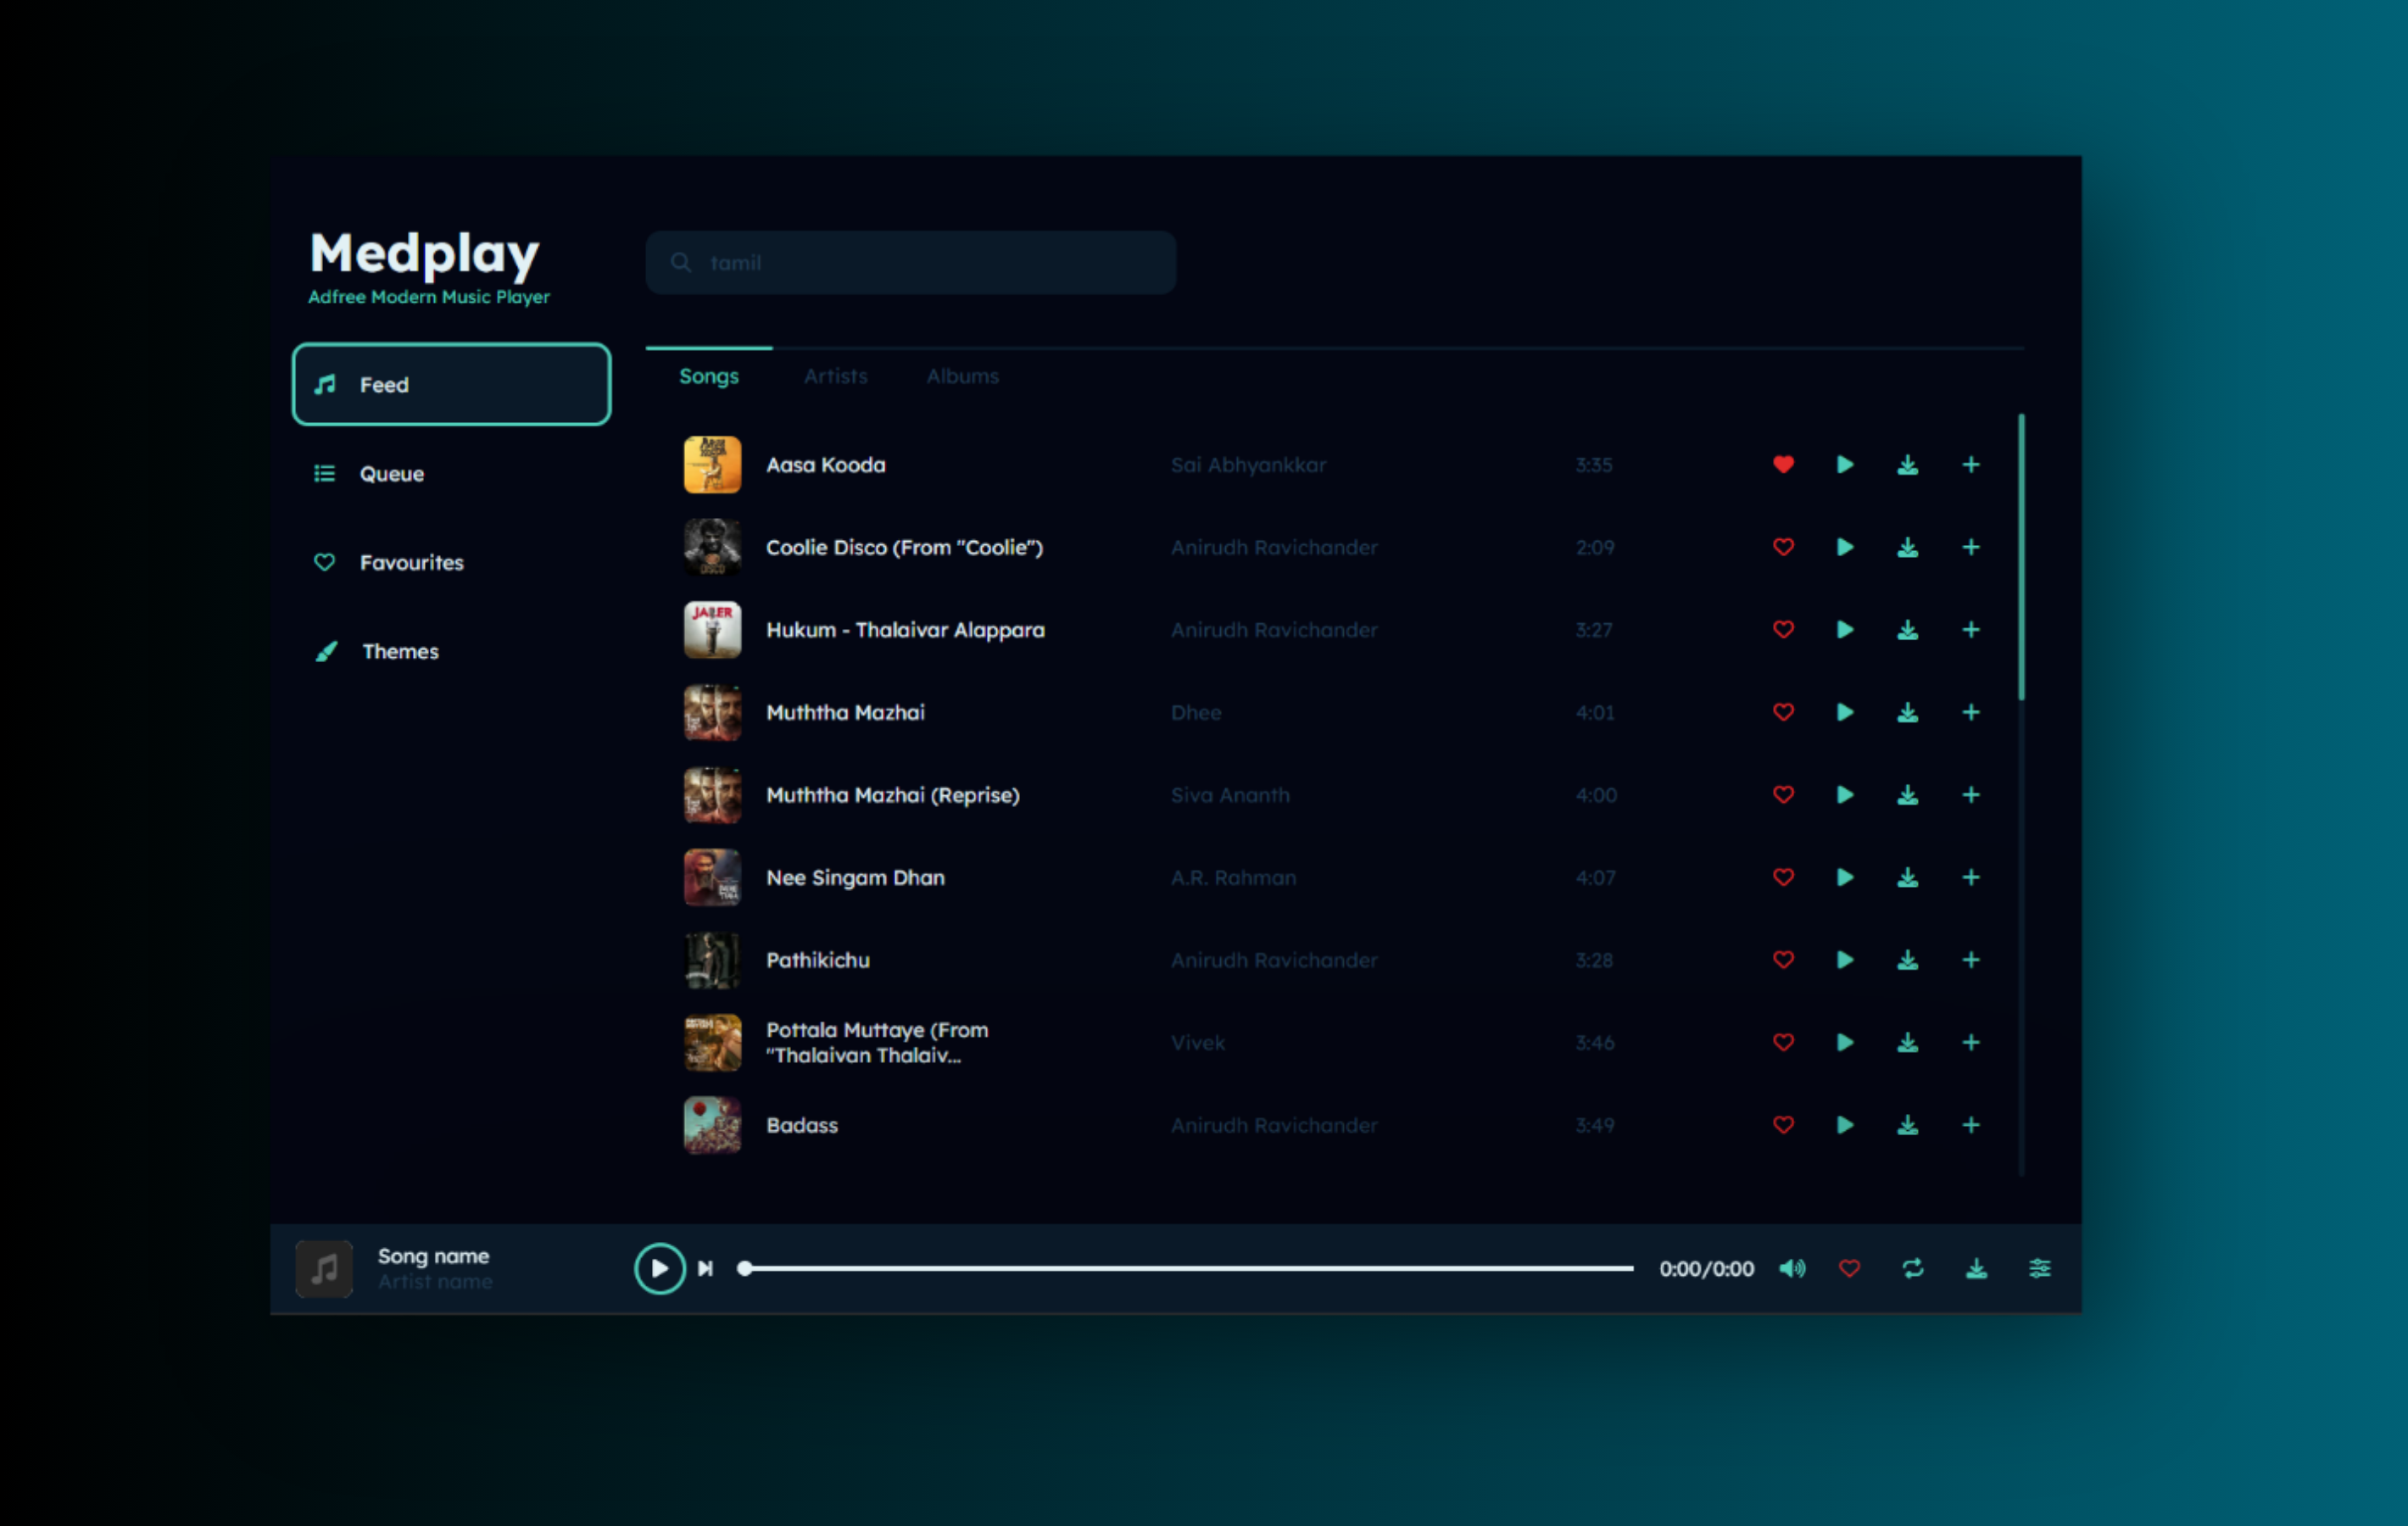 Medplay
Adfree Modern Music Player
tamil
Feed
Queue
Favourites
Themes
Songs Artists Albums
Aasa Kooda Sai Abhyankkar 3:35
Coolie Disco (From "Coolie") Anirudh Ravichander 2:09
DISCO
Hukum - Thalaivar Alappara Anirudh Ravichander 3:27
JAILER
Muththa Mazhai Dhee 4:01
Muththa Mazhai (Reprise) Siva Ananth 4:00
Nee Singam Dhan A.R. Rahman 4:07
Pathikichu Anirudh Ravichander 3:28
Pottala Muttaye (From
"Thalaivan Thalaiv... Vivek 3:46
Badass Anirudh Ravichander 3:49
Song name
Artist name
0:00/0:00